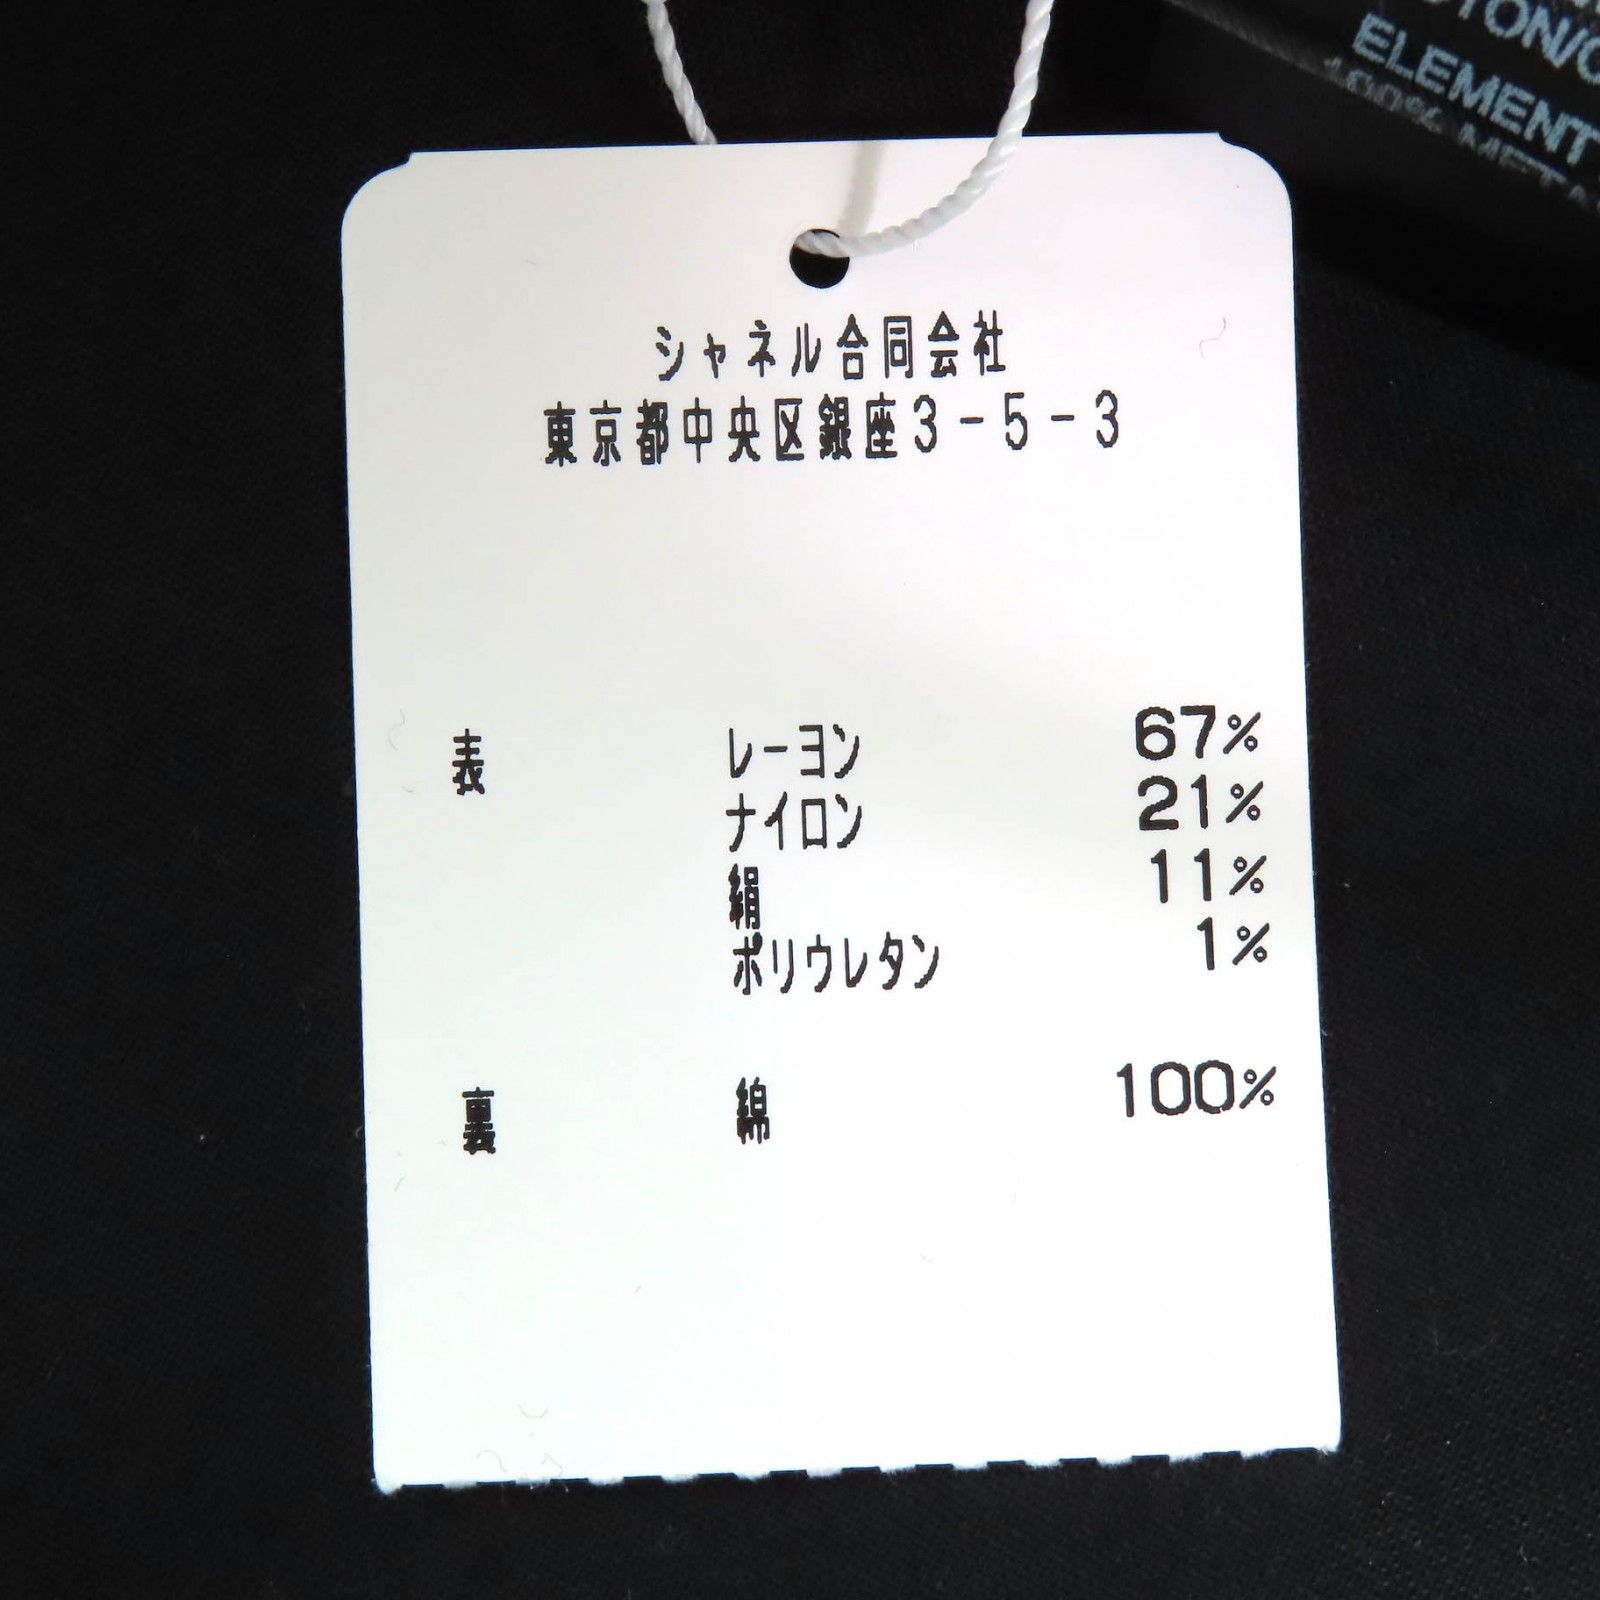 シャネル合同会社
東京都中央区銀座3-5-3
表 レーヨン 67%
ナイロン 21%
絹 11%
ポリウレタン 1%
裏 綿 100%
ELEMENT
100% META